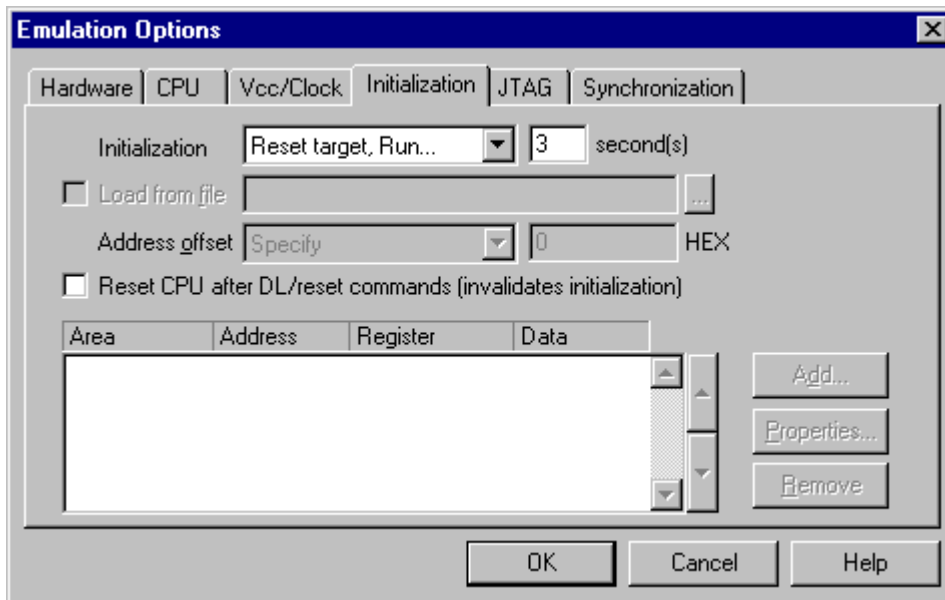 Emulation Options
Hardware CPU Vcc/Clock Initialization JTAG Synchronization
Initialization Reset target, Run... 3 second(s)
Load from file ...
Address offset Specify 0 HEX
Reset CPU after DL/reset commands (invalidates initialization)
Area Address Register Data
Add...
Properties...
Remove
OK Cancel Help